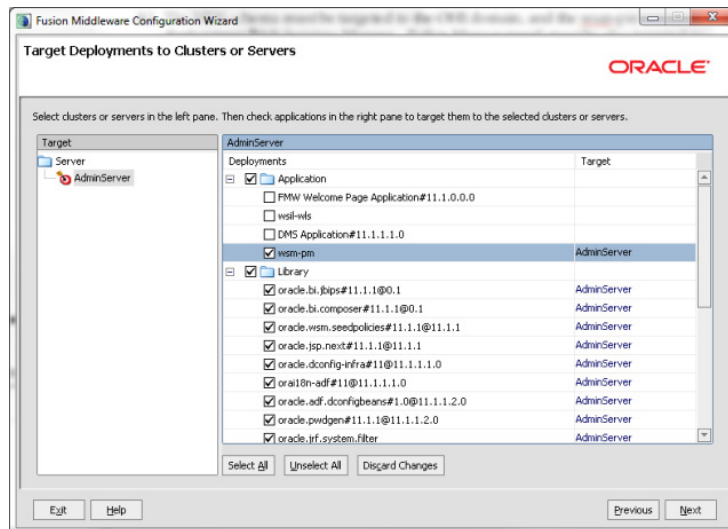 Fusion Middleware Configuration Wizard
Target Deployments to Clusters or Servers
ORACLE
Select clusters or servers in the left pane. Then check applications in the right pane to target them to the selected clusters or servers.
Target
Server
AdminServer
AdminServer
Deployments Target
Application
FMW Welcome Page Application#11.1.0.0.0
wsil-wls
DMS Application#11.1.1.1.0
wsm-pm AdminServer
Library
oracle.bi.jbips#11.1.1@0.1 AdminServer
oracle.bi.composer#11.1.1@0.1 AdminServer
oracle.wsm.seedpolicies#11.1.1@11.1.1 AdminServer
oracle.jsp.next#11.1.1@11.1.1 AdminServer
oracle.dconfig-infra#11@11.1.1.1.0 AdminServer
orai18n-adf#11@11.1.1.1.0 AdminServer
oracle.adf.dconfigbeans#1.0@11.1.1.2.0 AdminServer
oracle.pwdgen#11.1.1@11.1.1.2.0 AdminServer
oracle.jrf.system.filter AdminServer
Select All Unselect All Discard Changes
Exit Help Previous Next